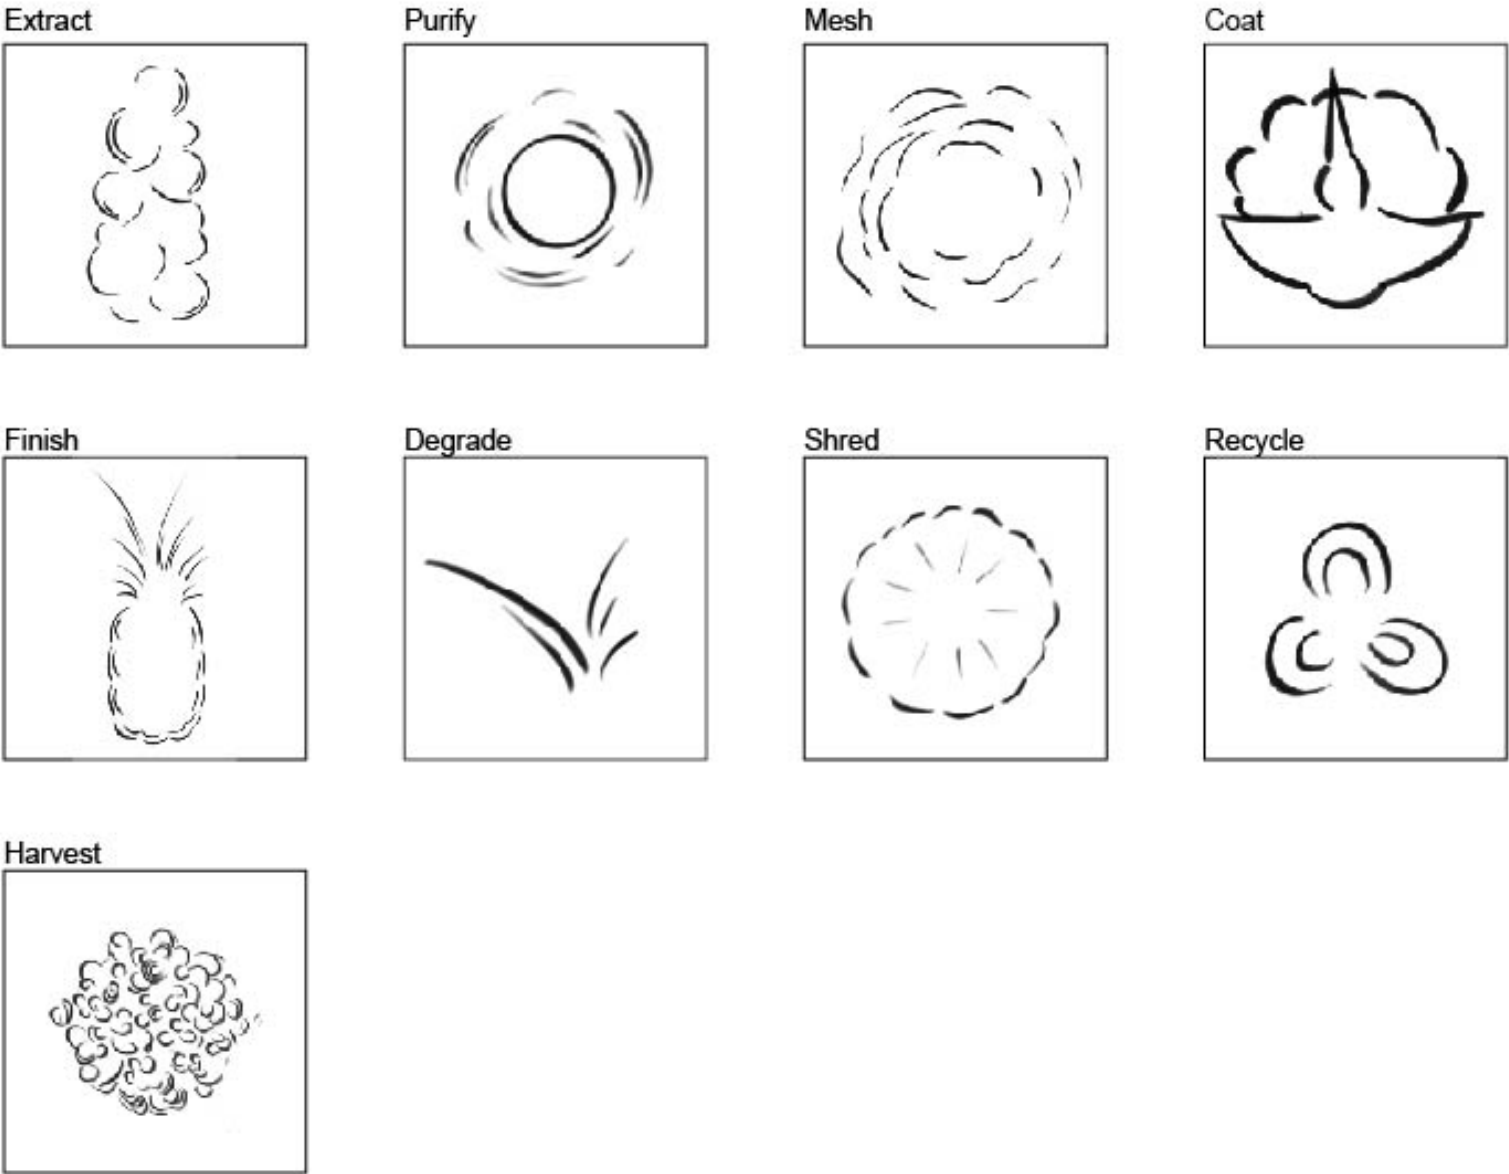 Extract
Purify
Mesh
Coat
Finish
Degrade
Shred
Recycle
Harvest